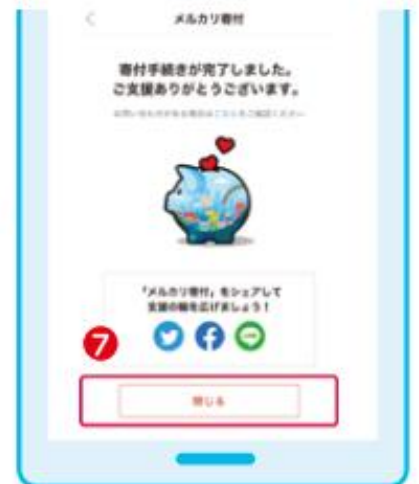 メルカリ寄付
寄付手続きが完了しました。
ご支援ありがとうございます。
「メルカリ寄付」をシェアして
支援の輪を広げましょう！
7
閉じる